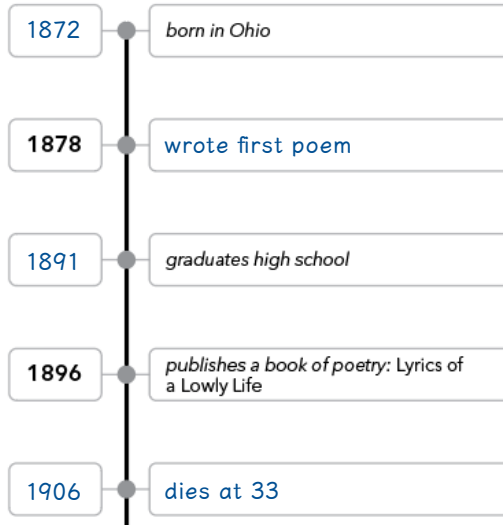 1872
born in Ohio
1878
wrote first poem
1891
graduates high school
1896
publishes a book of poetry: Lyrics of
a Lowly Life
1906
dies at 33